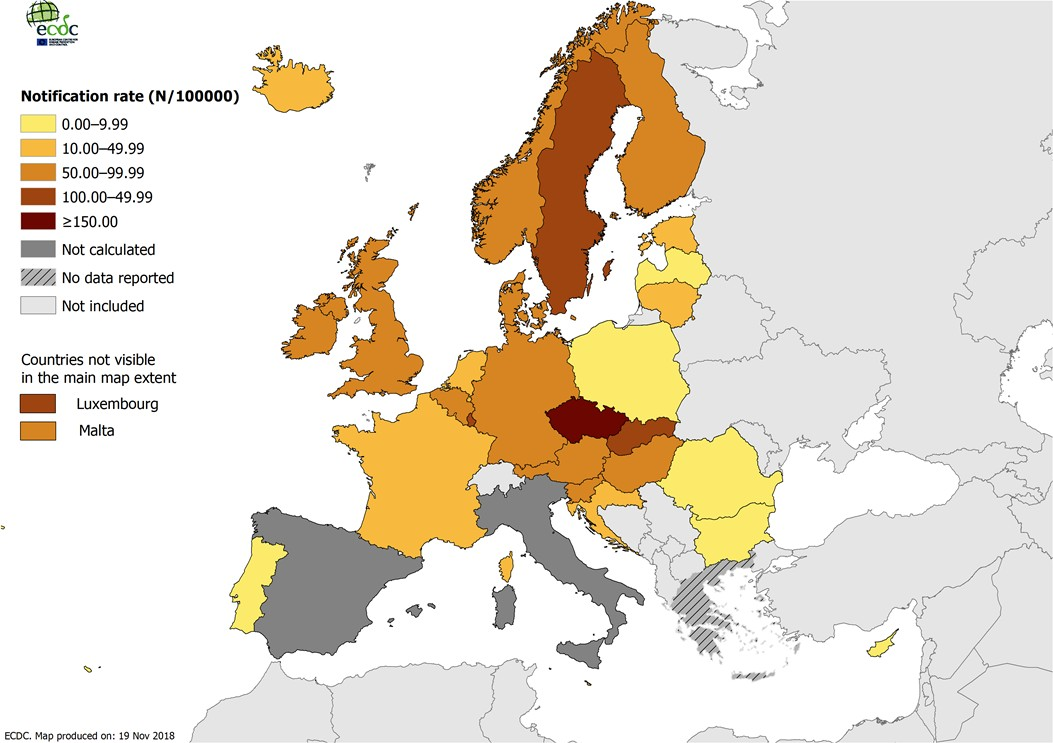 ecdc
Notification rate (N/100000)
0.00–9.99
10.00–49.99
50.00–99.99
100.00–49.99
≥150.00
Not calculated
No data reported
Not included
Countries not visible
in the main map extent
Luxembourg
Malta
ECDC. Map produced on: 19 Nov 2018